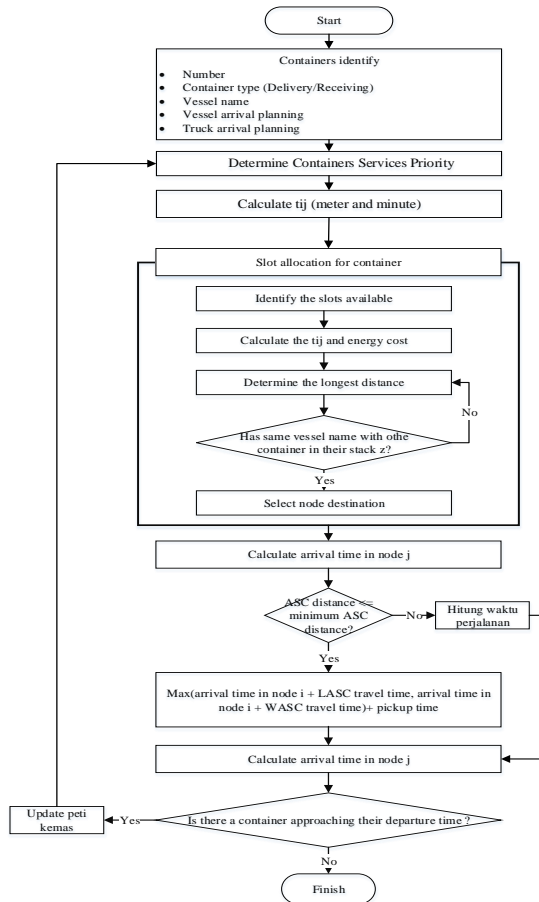 Start
Containers identify
• Number
• Container type (Delivery/Receiving)
• Vessel name
• Vessel arrival planning
• Truck arrival planning
Determine Containers Services Priority
Calculate tij (meter and minute)
Slot allocation for container
Identify the slots available
Calculate the tij and energy cost
Determine the longest distance
No
Has same vessel name with othe
container in their stack z?
Yes
Select node destination
Calculate arrival time in node j
ASC distance <=
minimum ASC
distance?
No
Hitung waktu
perjalanan
Yes
Max(arrival time in node i + LASC travel time, arrival time in
node i + WASC travel time)+ pickup time
Calculate arrival time in node j
Is there a container approaching their departure time ?
Yes
Update peti
kemas
No
Finish